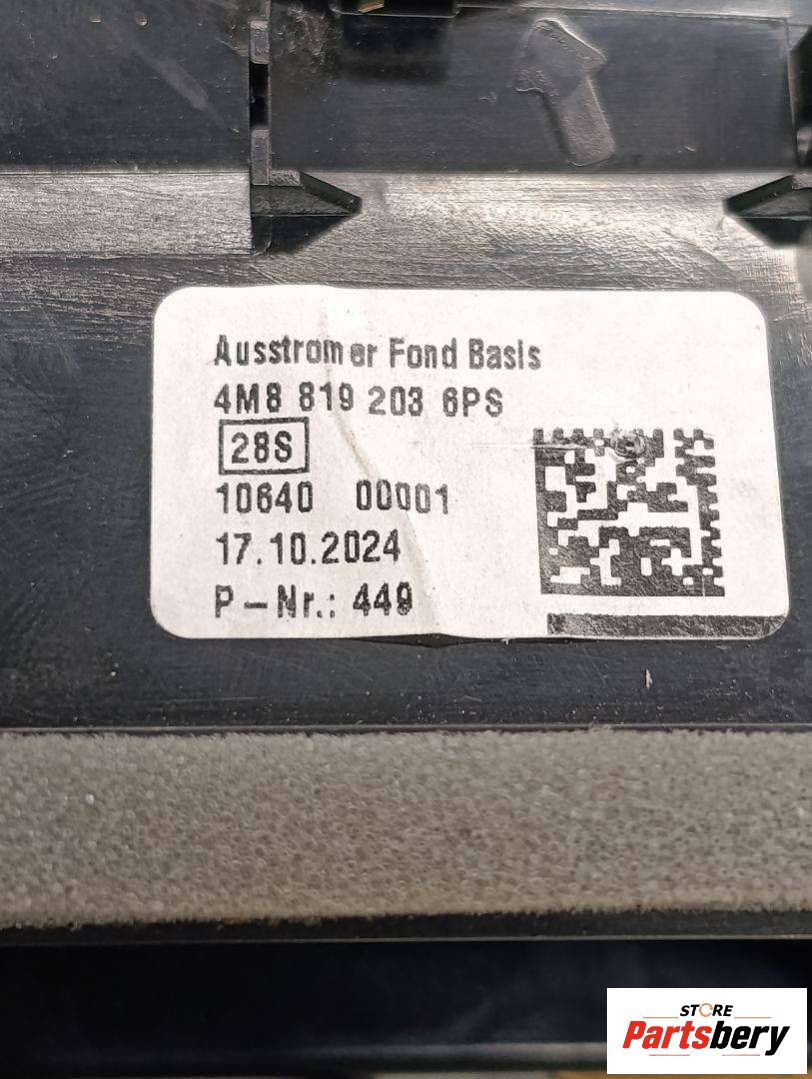 Ausstromer Fond Basis
4M8 819 203 6PS
28S
10640 00001
17.10.2024
P-Nr.: 449
STORE
Partsbery